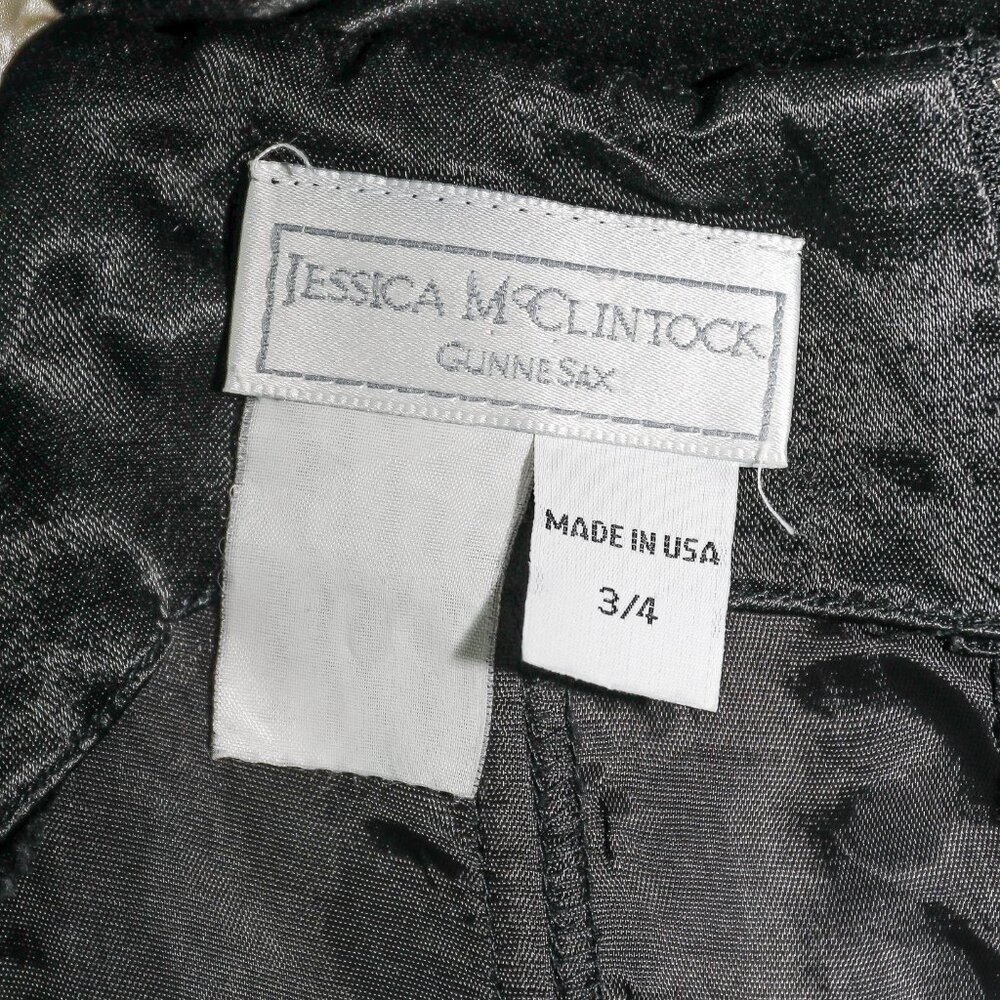 JESSICA McCLINTOCK
GUNNE SAX
MADE IN USA
3/4